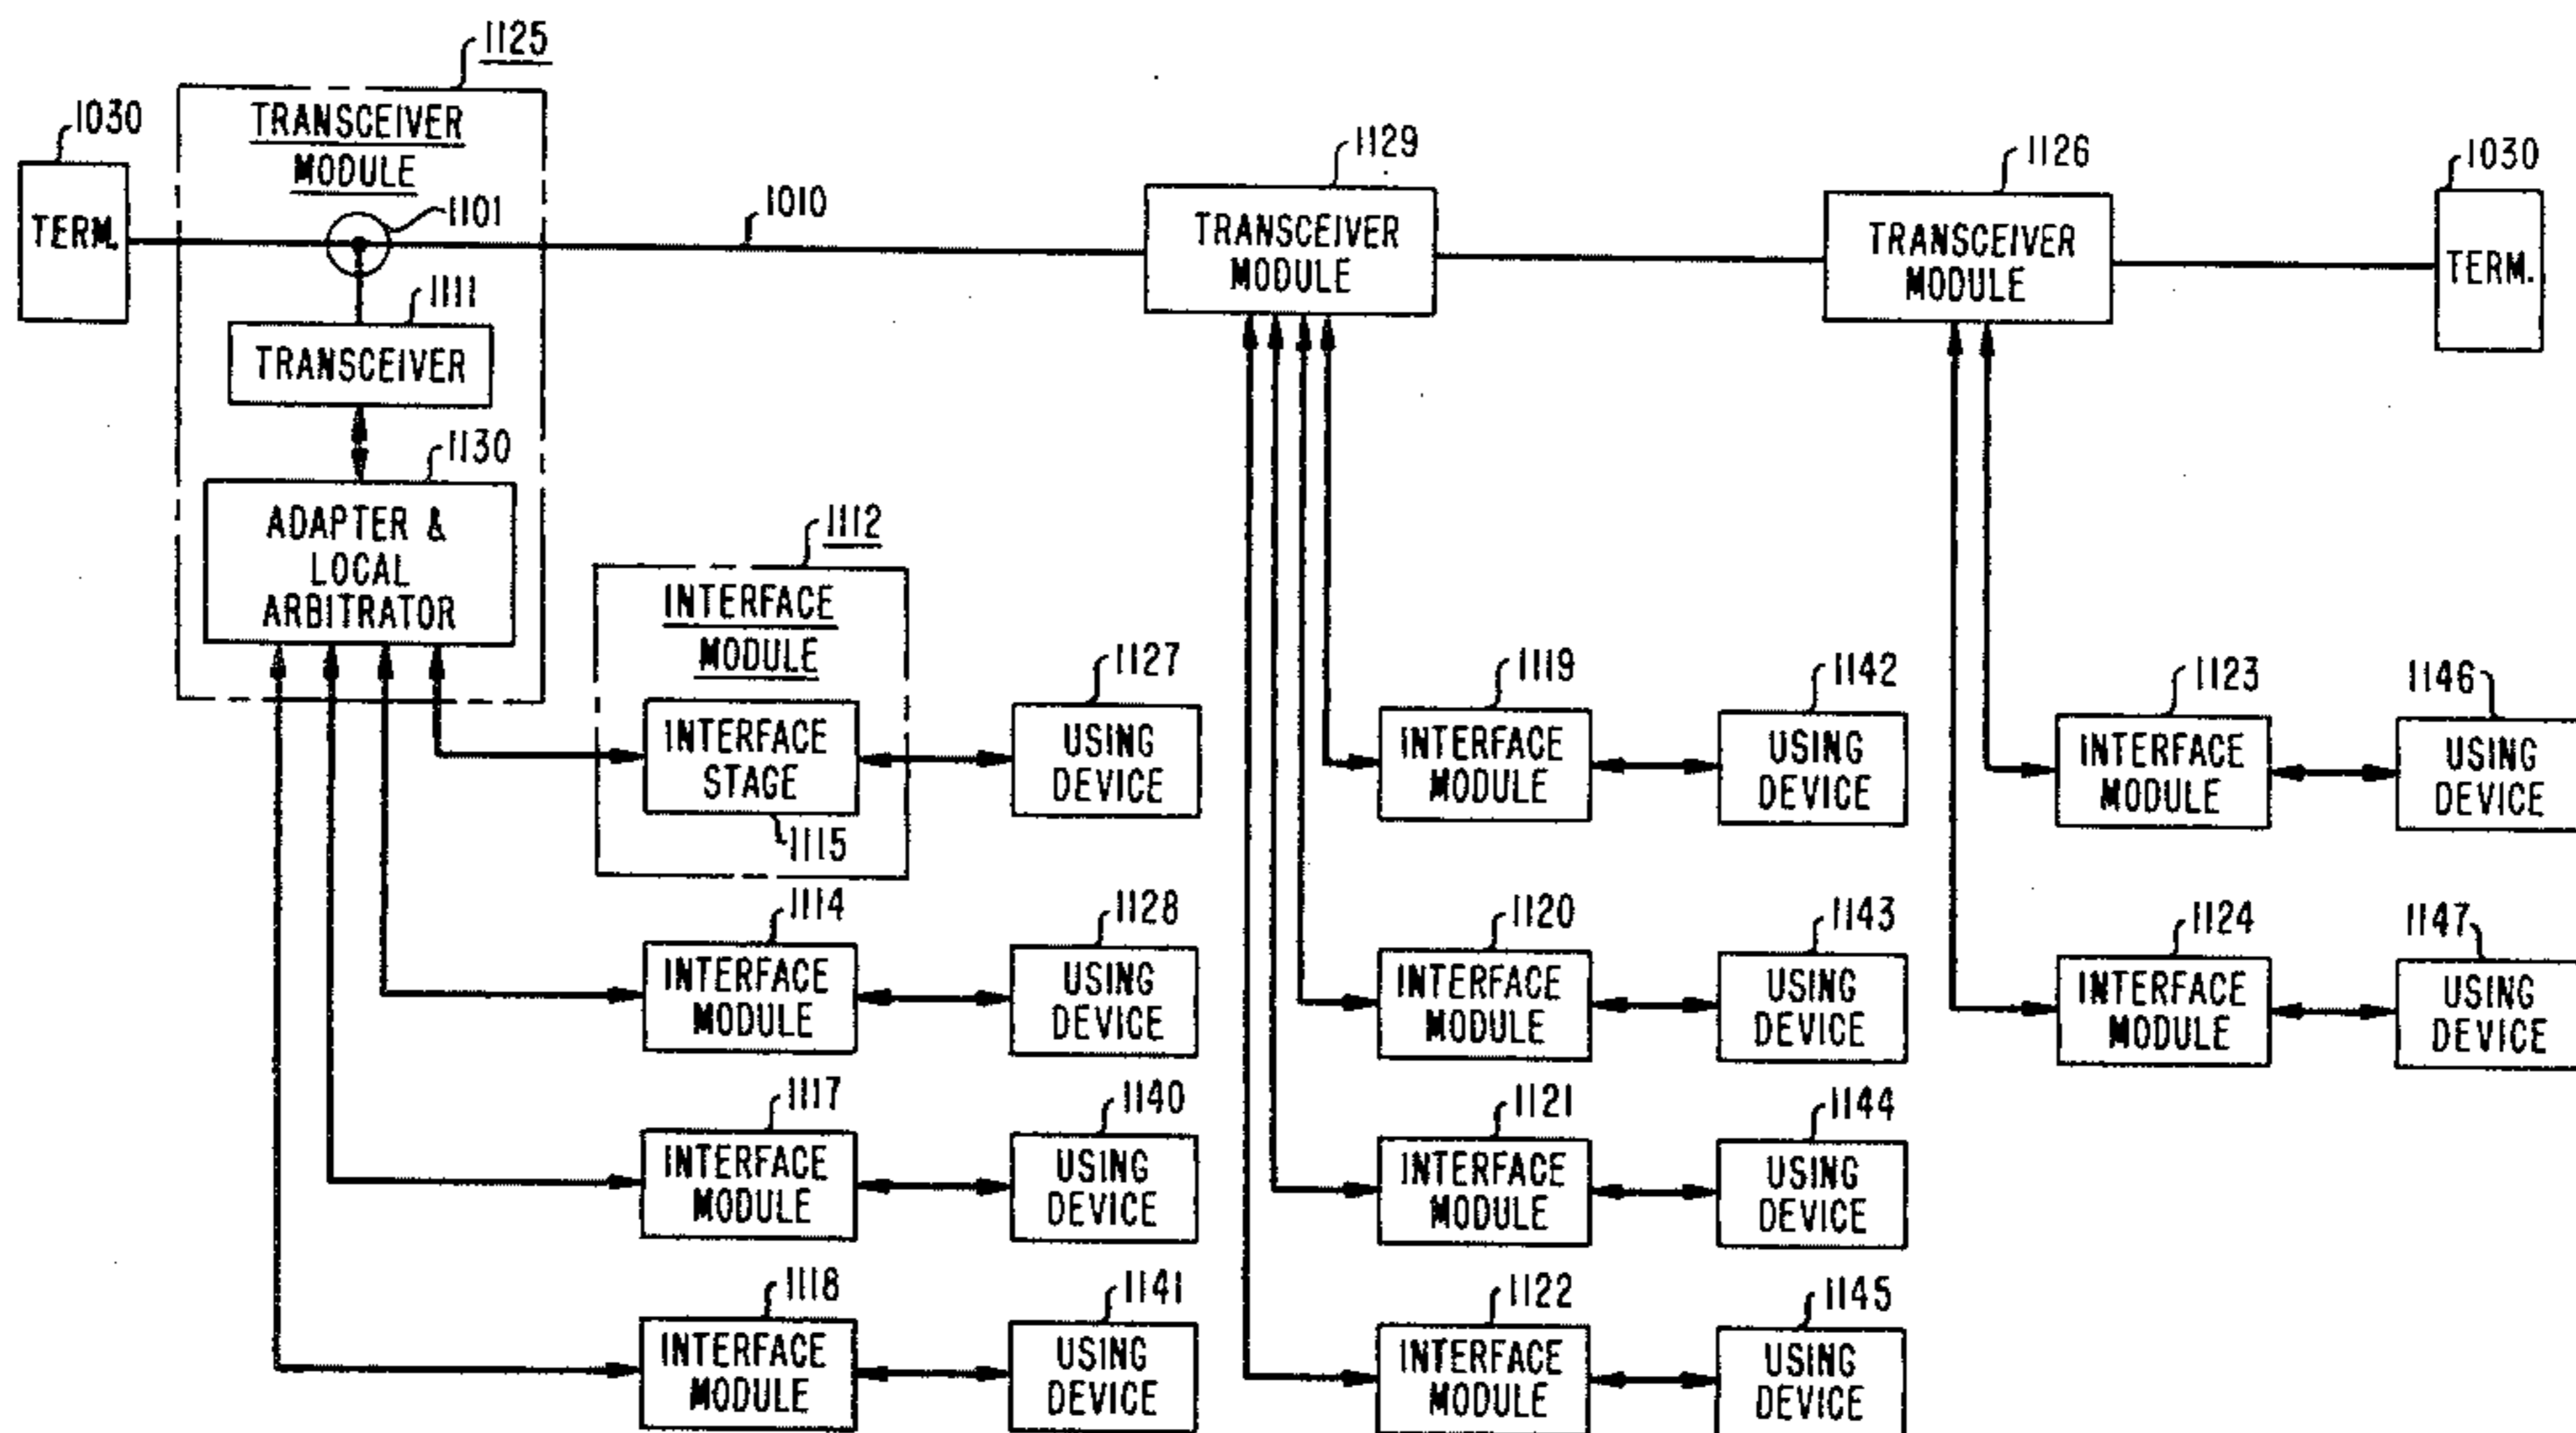 1125
1030
TRANSCEIVER
MODULE
TERM.
1101
1010
1129
TRANSCEIVER
MODULE
1126
TRANSCEIVER
MODULE
1030
TERM.
1111
TRANSCEIVER
1130
ADAPTER &
LOCAL
ARBITRATOR
1112
INTERFACE
MODULE
INTERFACE
STAGE
1115
1127
USING
DEVICE
1119
INTERFACE
MODULE
1142
USING
DEVICE
1123
INTERFACE
MODULE
1146
USING
DEVICE
1114
INTERFACE
MODULE
1128
USING
DEVICE
1120
INTERFACE
MODULE
1143
USING
DEVICE
1124
INTERFACE
MODULE
1147
USING
DEVICE
1117
INTERFACE
MODULE
1140
USING
DEVICE
1121
INTERFACE
MODULE
1144
USING
DEVICE
1118
INTERFACE
MODULE
1141
USING
DEVICE
1122
INTERFACE
MODULE
1145
USING
DEVICE